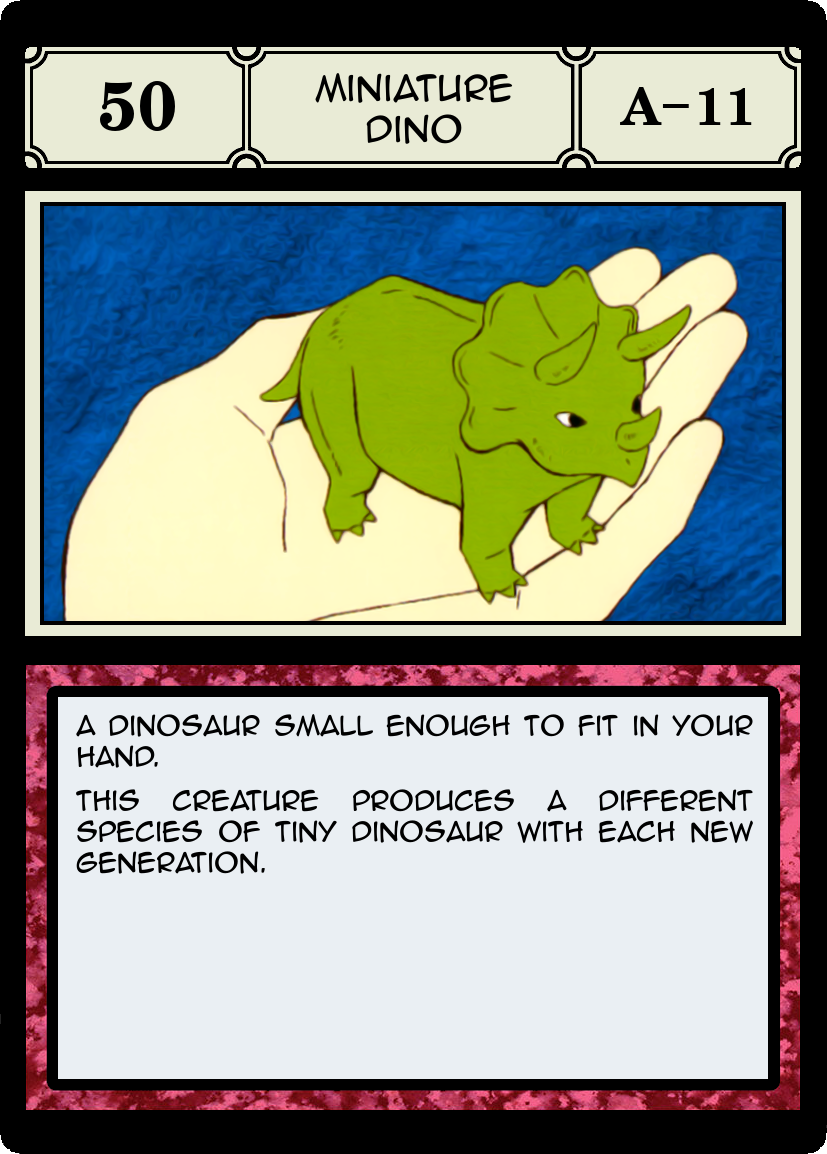 50
MINIATURE
DINO
A-11
A DINOSAUR SMALL ENOUGH TO FIT IN YOUR
HAND.
THIS CREATURE PRODUCES A DIFFERENT
SPECIES OF TINY DINOSAUR WITH EACH NEW
GENERATION.